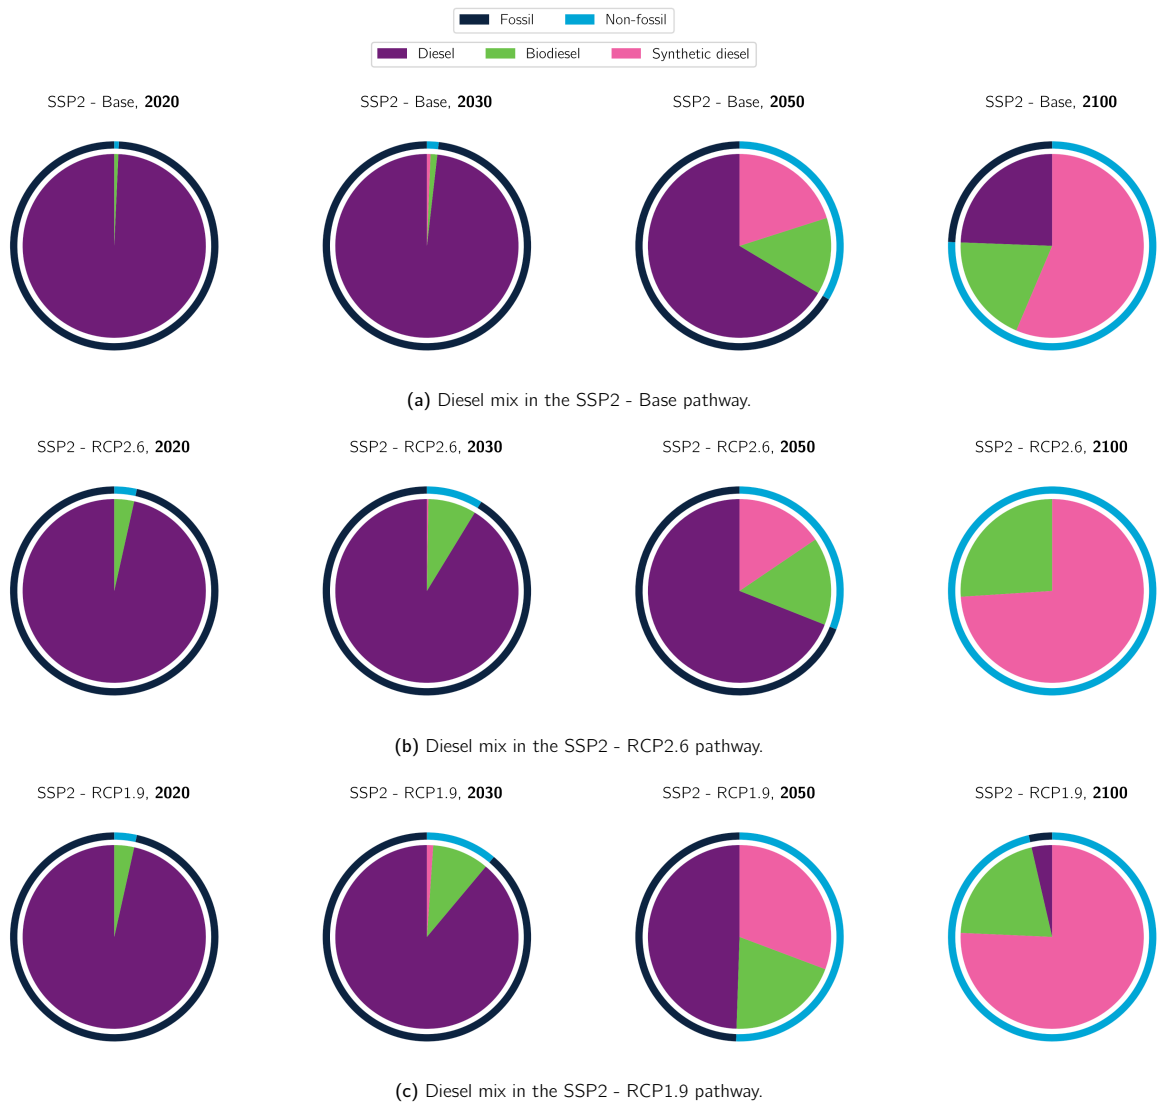 Fossil Non-fossil
Diesel Biodiesel Synthetic diesel
SSP2 - Base, 2020 SSP2 - Base, 2030 SSP2 - Base, 2050 SSP2 - Base, 2100
(a) Diesel mix in the SSP2 - Base pathway.
SSP2 - RCP2.6, 2020 SSP2 - RCP2.6, 2030 SSP2 - RCP2.6, 2050 SSP2 - RCP2.6, 2100
(b) Diesel mix in the SSP2 - RCP2.6 pathway.
SSP2 - RCP1.9, 2020 SSP2 - RCP1.9, 2030 SSP2 - RCP1.9, 2050 SSP2 - RCP1.9, 2100
(c) Diesel mix in the SSP2 - RCP1.9 pathway.